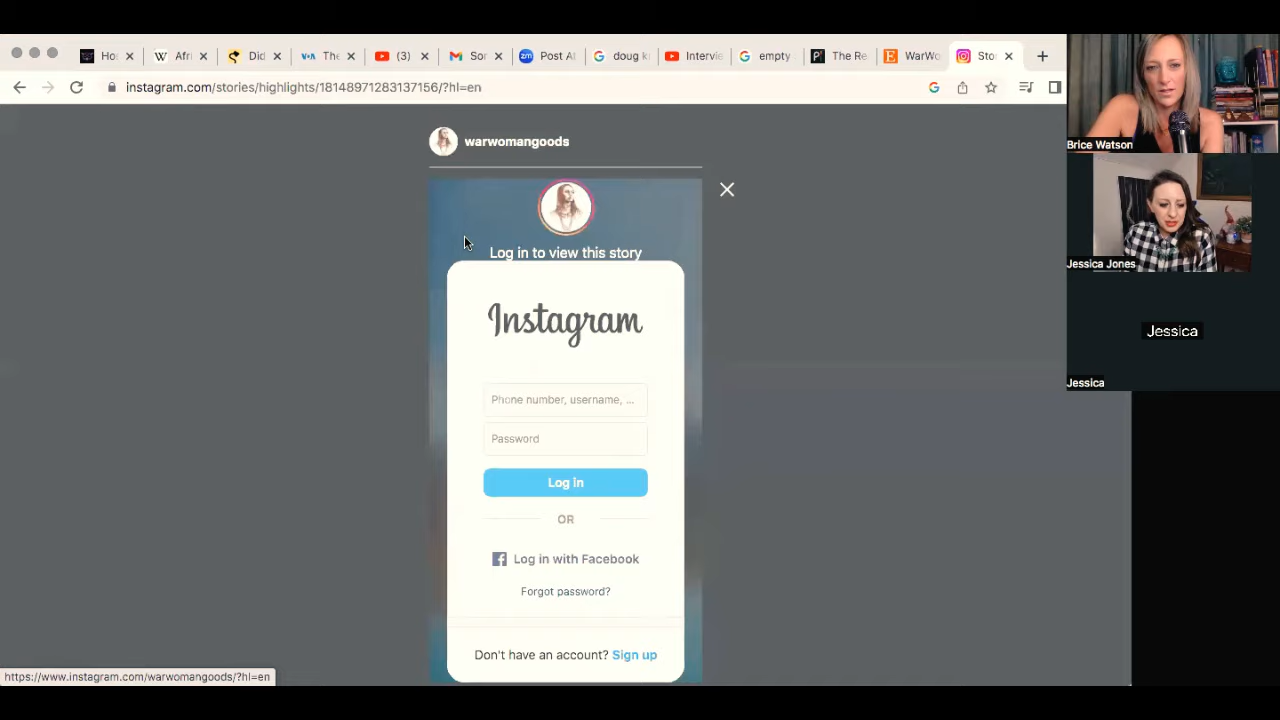 Ho
Afri
Did
The
(3)
Sor
Post At
doug k
Intervie
empty
The Re
WarWo
Sto
instagram.com/stories/highlights/18148971283137156/?hl=en
warwomangoods
Log in to view this story
Instagram
Phone number, username, ...
Password
Log in
OR
Log in with Facebook
Forgot password?
Don't have an account? Sign up
https://www.instagram.com/warwomangoods/?hl=en
Brice Watson
Jessica Jones
Jessica
Jessica